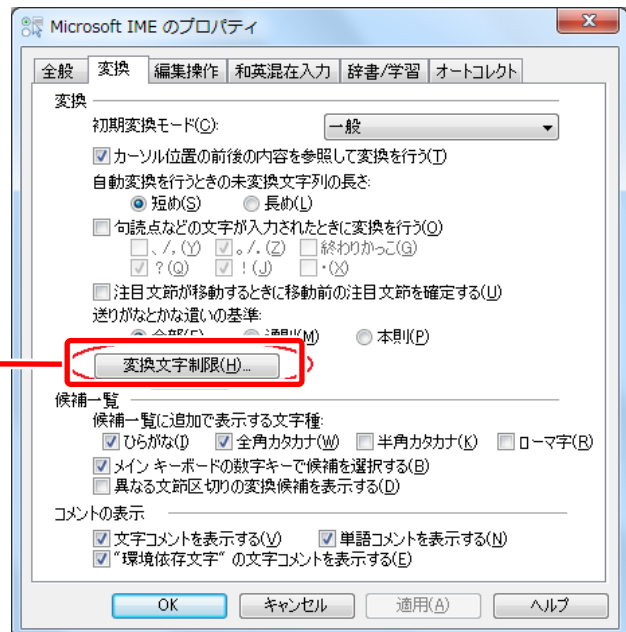 Microsoft IME のプロパティ
全般 変換 編集操作 和英混在入力 辞書/学習 オートコレクト
変換
初期変換モード(C): 一般
カーソル位置の前後の内容を参照して変換を行う(T)
自動変換を行うときの未変換文字列の長さ:
短め(S) 長め(L)
句読点などの文字が入力されたときに変換を行う(O)
、/,(Y) 。/.(Z) 終わりかっこ(G)
?(Q) !(J) ・(X)
注目文節が移動するときに移動前の注目文節を確定する(U)
送りがなとかな遣いの基準:
(M) 本則(P)
変換文字制限(H)...
候補一覧
候補一覧に追加で表示する文字種:
ひらがな(I) 全角カタカナ(W) 半角カタカナ(K) ローマ字(R)
メイン キーボードの数字キーで候補を選択する(B)
異なる文節区切りの変換候補を表示する(D)
コメントの表示
文字コメントを表示する(V) 単語コメントを表示する(N)
"環境依存文字" の文字コメントを表示する(E)
OK キャンセル 適用(A) ヘルプ